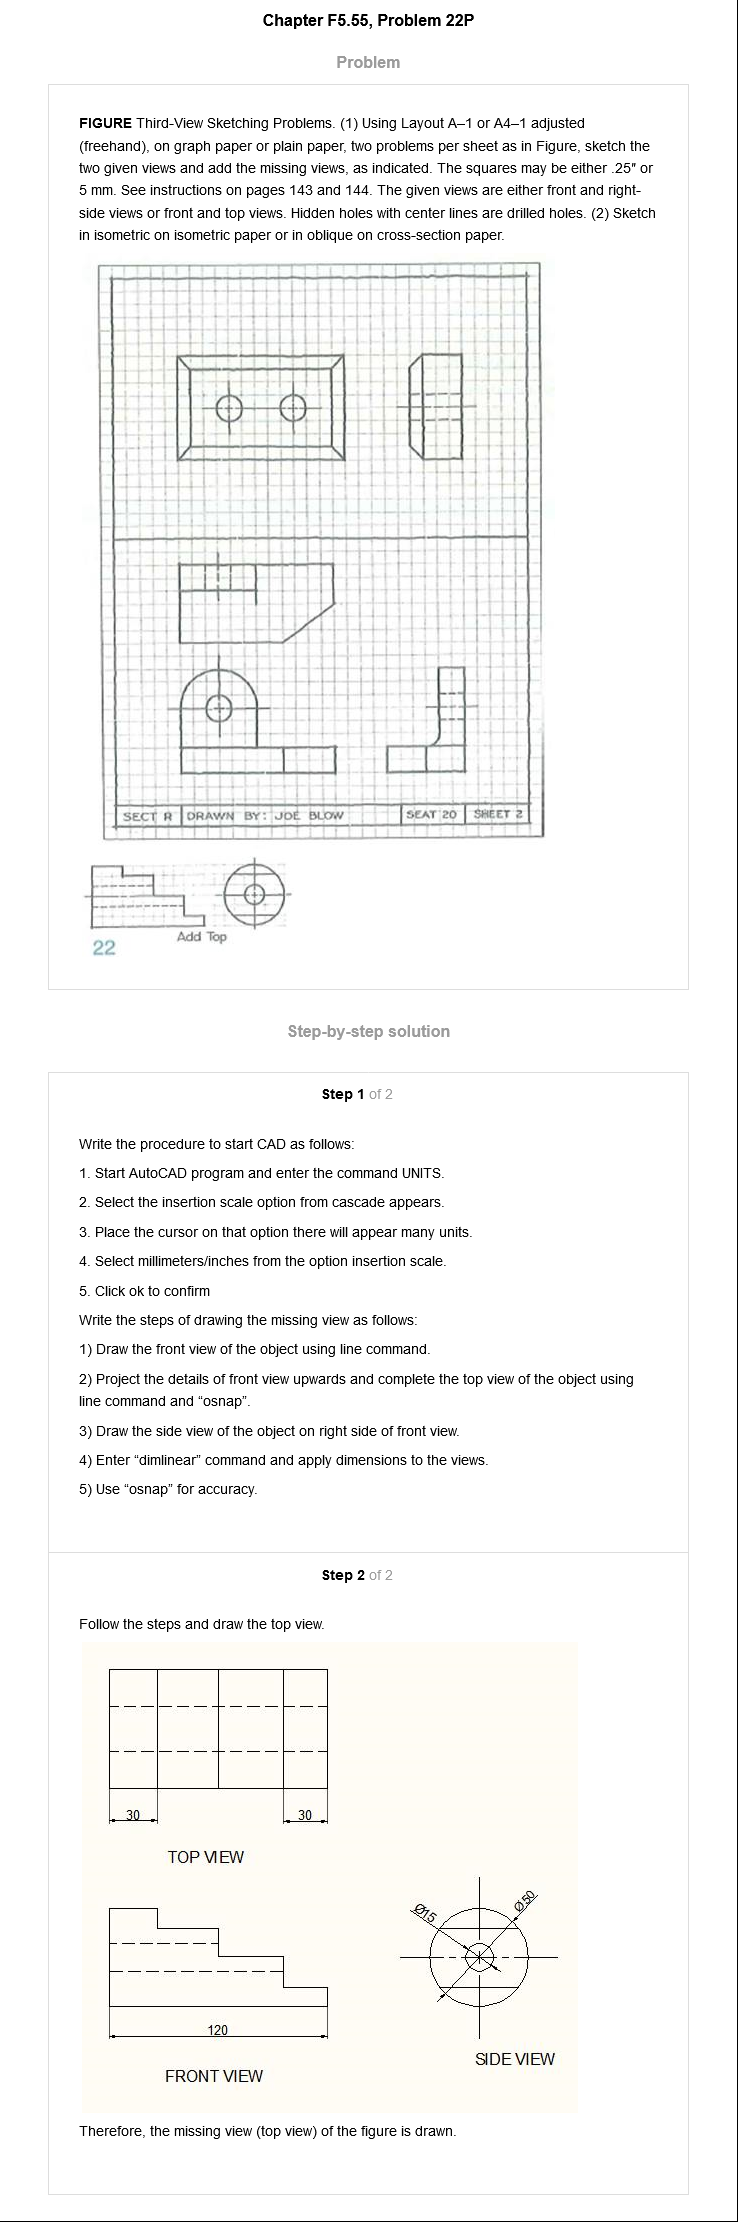 Chapter F5.55, Problem 22P
Problem
FIGURE Third-View Sketching Problems. (1) Using Layout A–1 or A4–1 adjusted
(freehand), on graph paper or plain paper, two problems per sheet as in Figure, sketch the
two given views and add the missing views, as indicated. The squares may be either .25″ or
5 mm. See instructions on pages 143 and 144. The given views are either front and right-
side views or front and top views. Hidden holes with center lines are drilled holes. (2) Sketch
in isometric on isometric paper or in oblique on cross-section paper.
SECT R DRAWN BY: JOE BLOW SEAT 20 SHEET 2
Add Top
22
Step-by-step solution
Step 1 of 2
Write the procedure to start CAD as follows:
1. Start AutoCAD program and enter the command UNITS.
2. Select the insertion scale option from cascade appears.
3. Place the cursor on that option there will appear many units.
4. Select millimeters/inches from the option insertion scale.
5. Click ok to confirm
Write the steps of drawing the missing view as follows:
1) Draw the front view of the object using line command.
2) Project the details of front view upwards and complete the top view of the object using
line command and “osnap”.
3) Draw the side view of the object on right side of front view.
4) Enter “dimlinear” command and apply dimensions to the views.
5) Use “osnap” for accuracy.
Step 2 of 2
Follow the steps and draw the top view.
30 30
TOP VIEW
Ø15 Ø50
120
SIDE VIEW
FRONT VIEW
Therefore, the missing view (top view) of the figure is drawn.